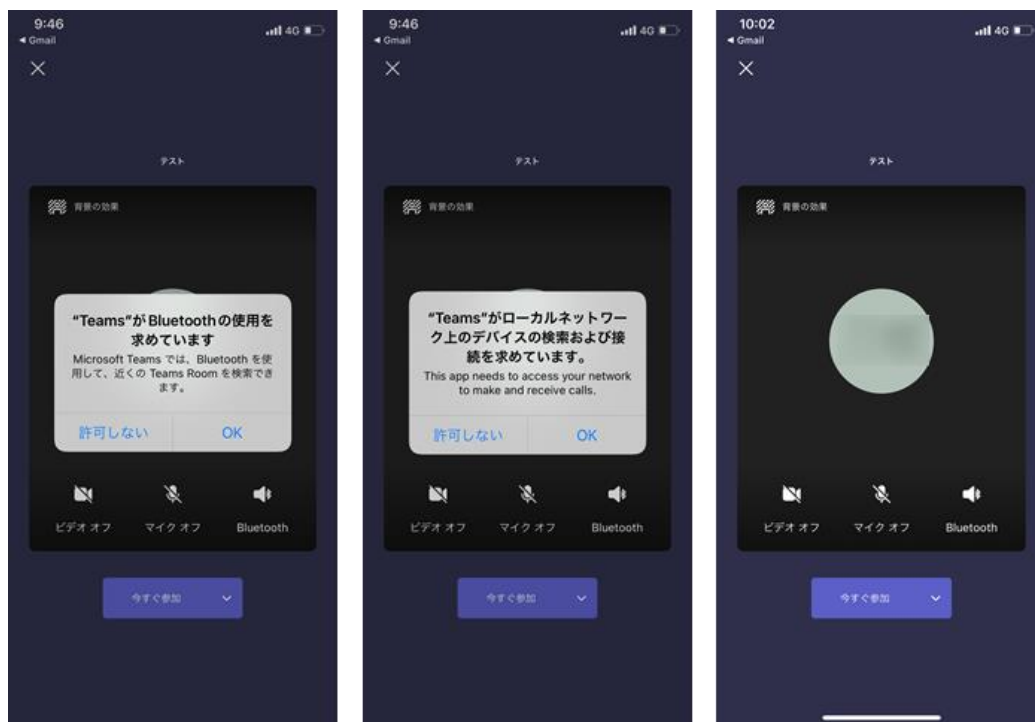 9:46
◀ Gmail
4G
テスト
背景の効果
“Teams”がBluetoothの使用を
求めています
Microsoft Teams では、Bluetooth を使
用して、近くの Teams Room を検索でき
ます。
許可しない
OK
ビデオ オフ
マイク オフ
Bluetooth
今すぐ参加
9:46
◀ Gmail
4G
テスト
背景の効果
“Teams”がローカルネットワー
ク上のデバイスの検索および接
続を求めています。
This app needs to access your network
to make and receive calls.
許可しない
OK
ビデオ オフ
マイク オフ
Bluetooth
今すぐ参加
10:02
◀ Gmail
4G
テスト
背景の効果
ビデオ オフ
マイク オフ
Bluetooth
今すぐ参加